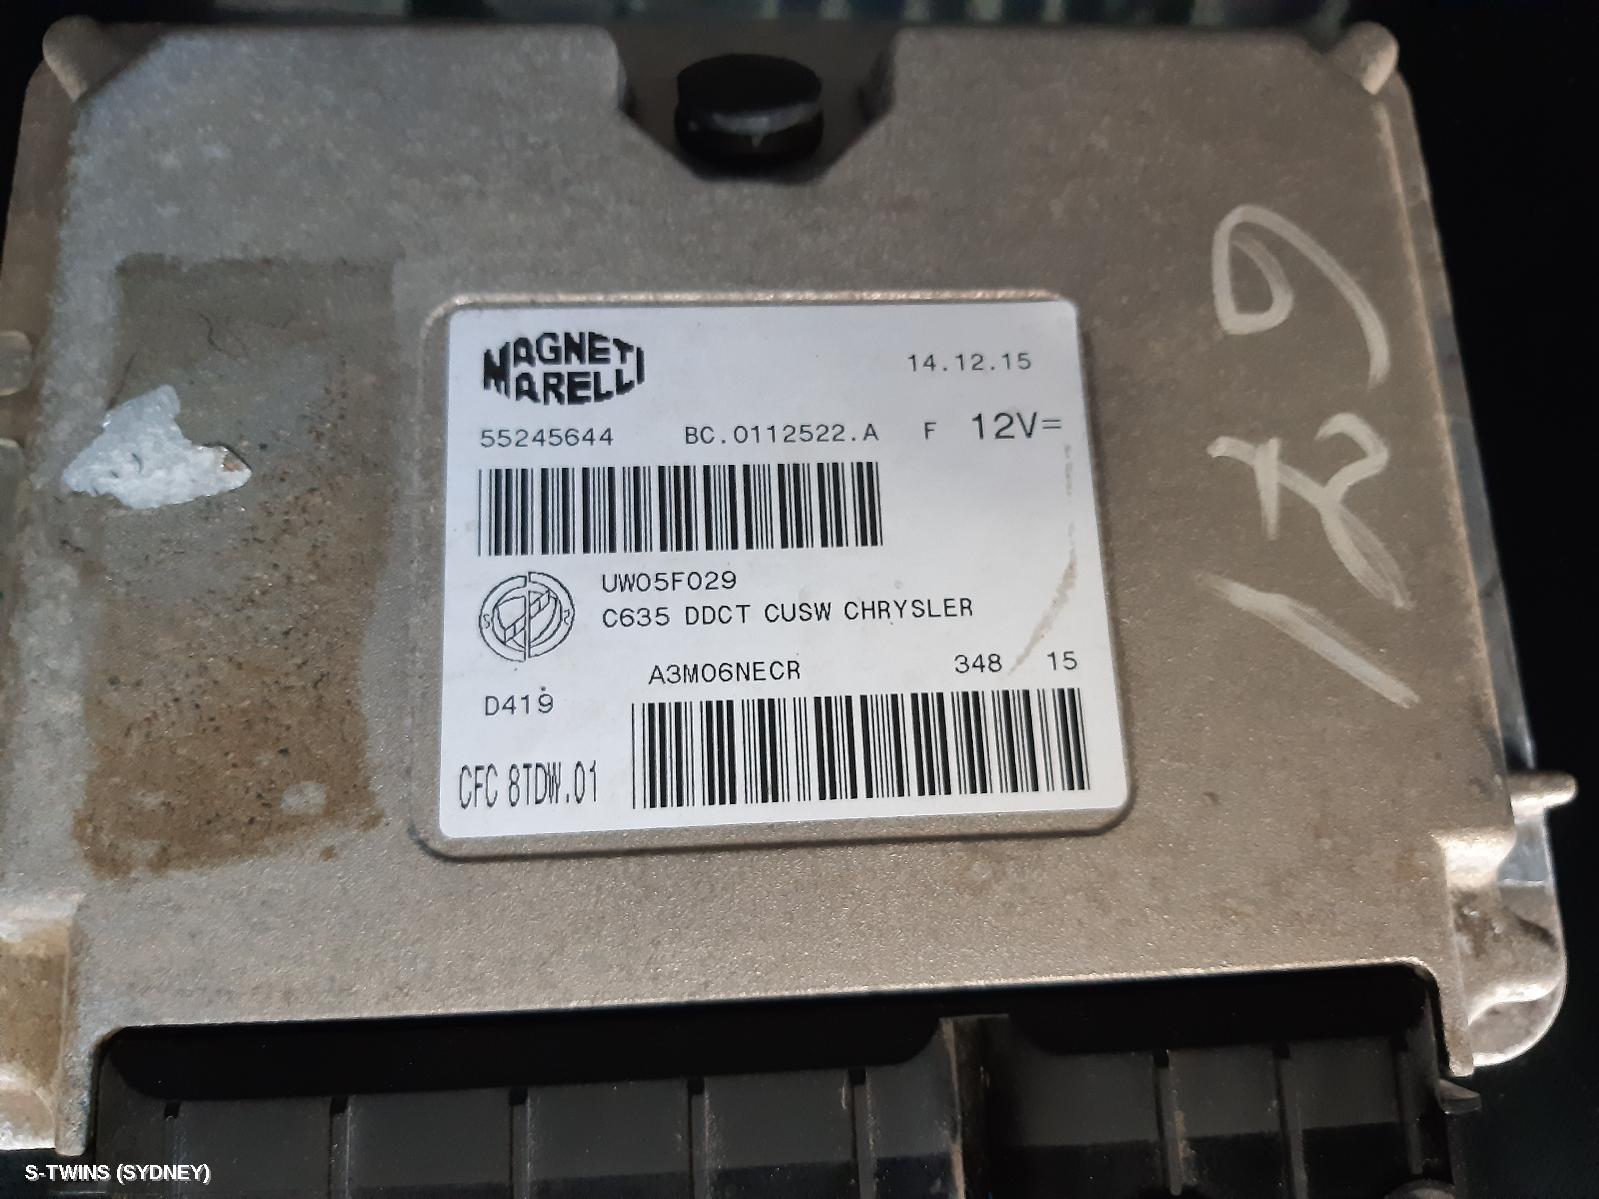 MAGNETI
MARELLI
14.12.15
55245644 BC.0112522.A F 12V=
UW05F029
C635 DDCT CUSW CHRYSLER
A3M06NECR 348 15
D419
CFC 8TDW.01
129
S-TWINS (SYDNEY)